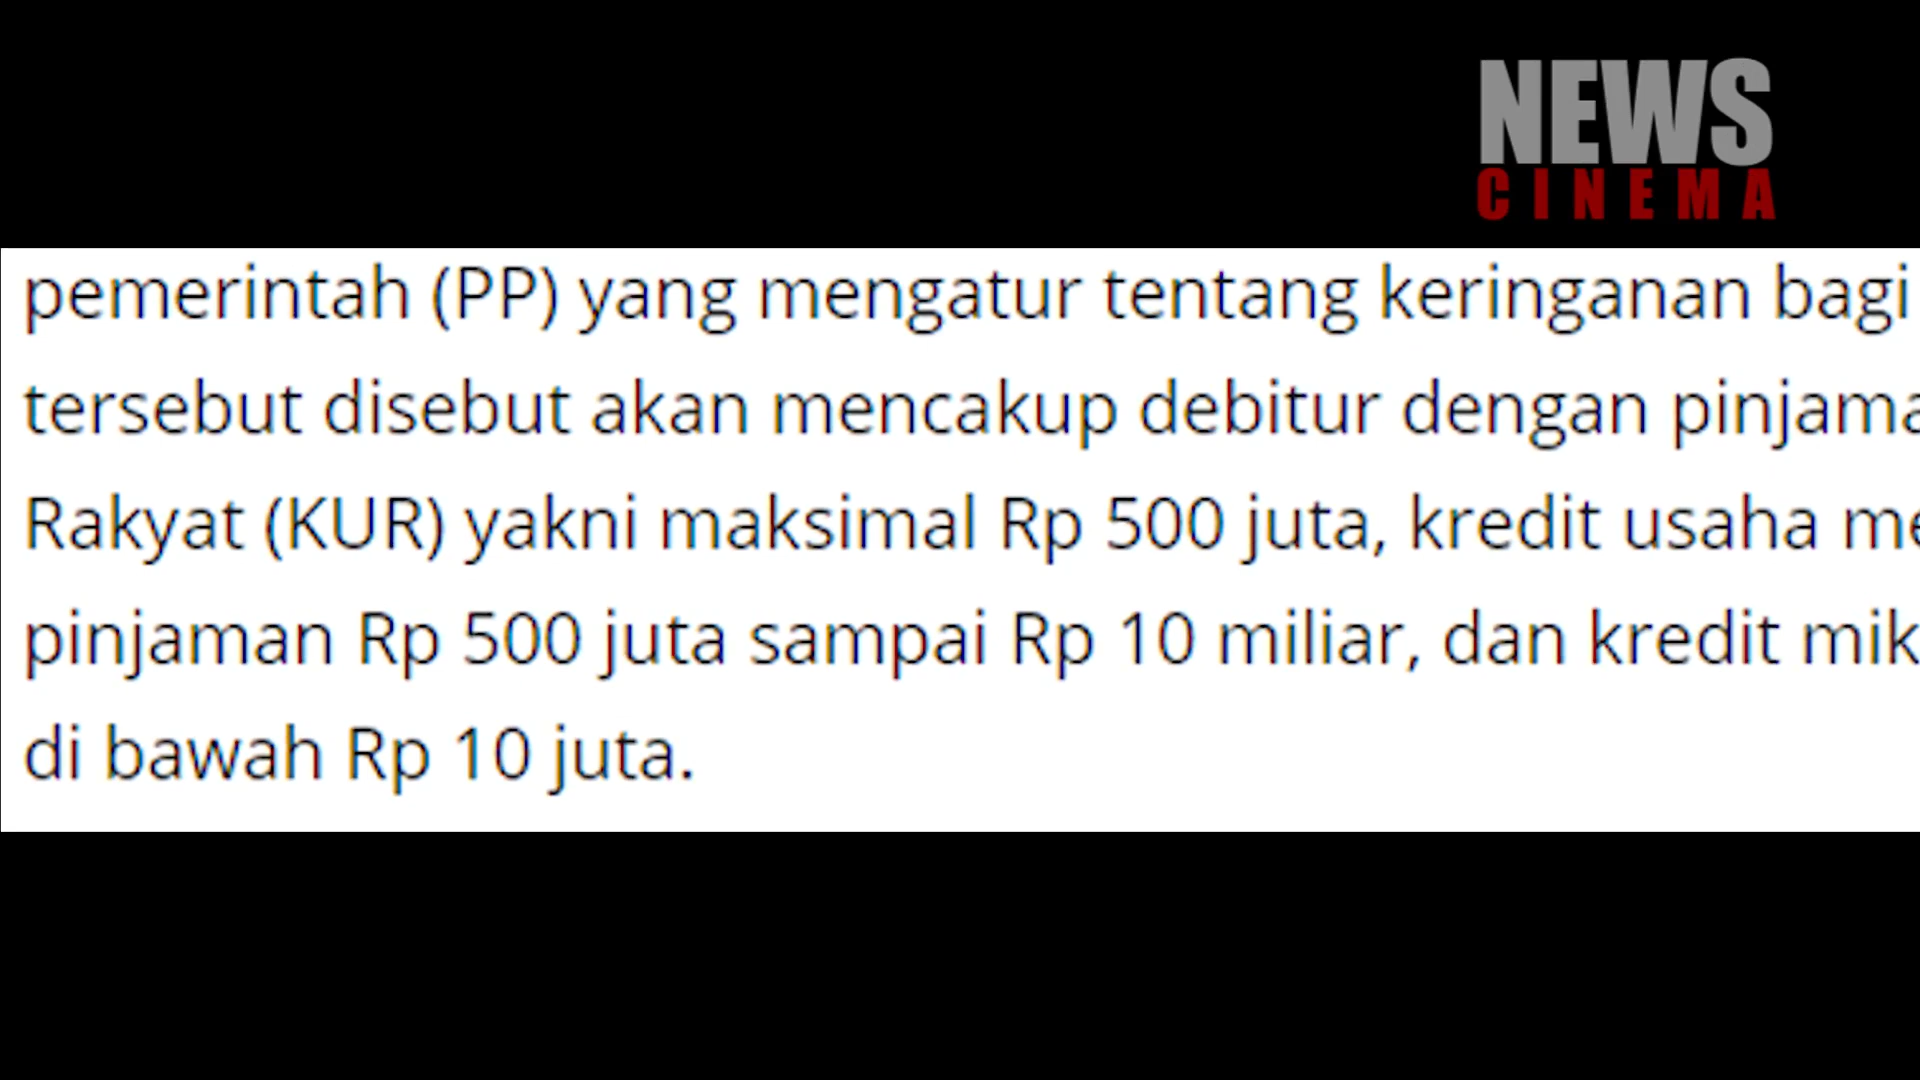 NEWS
CINEMA
pemerintah (PP) yang mengatur tentang keringanan bagi
tersebut disebut akan mencakup debitur dengan
Rakyat (KUR) yakni maksimal Rp 500 juta, kredit usaha
pinjaman Rp 500 juta sampai Rp 10 miliar, dan kredit
di bawah Rp 10 juta.